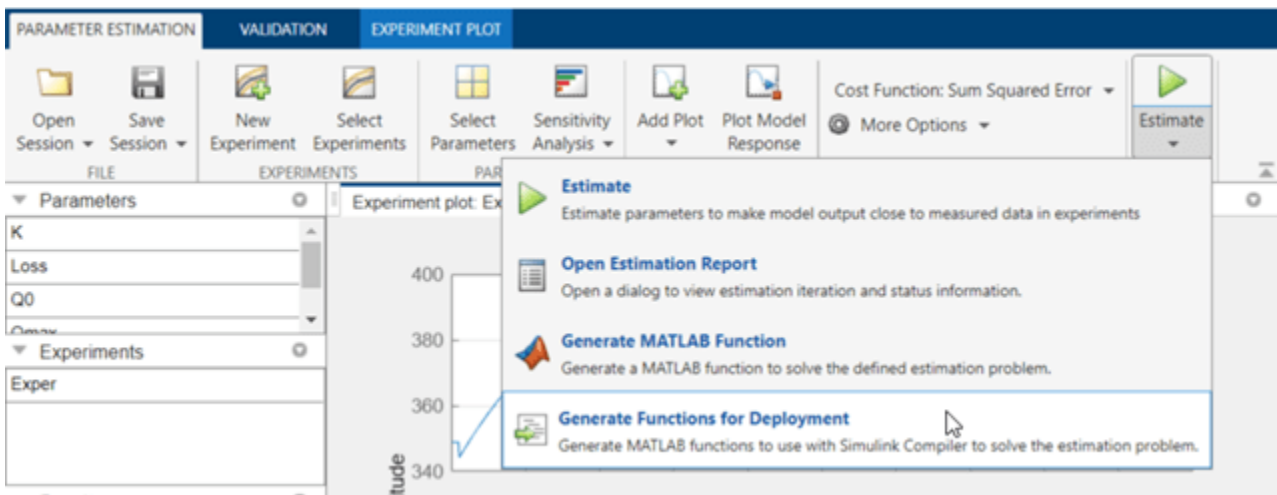 PARAMETER ESTIMATION VALIDATION EXPERIMENT PLOT
Open Session Save Session
New Experiment Select Experiments
Select Parameters Sensitivity Analysis
Add Plot Plot Model Response
Cost Function: Sum Squared Error
More Options
Estimate
FILE EXPERIMENTS PAR
Parameters
K
Loss
Q0
Qmax
Experiments
Exper
Experiment plot: Ex
400
380
360
340
tude
Estimate
Estimate parameters to make model output close to measured data in experiments
Open Estimation Report
Open a dialog to view estimation iteration and status information.
Generate MATLAB Function
Generate a MATLAB function to solve the defined estimation problem.
Generate Functions for Deployment
Generate MATLAB functions to use with Simulink Compiler to solve the estimation problem.